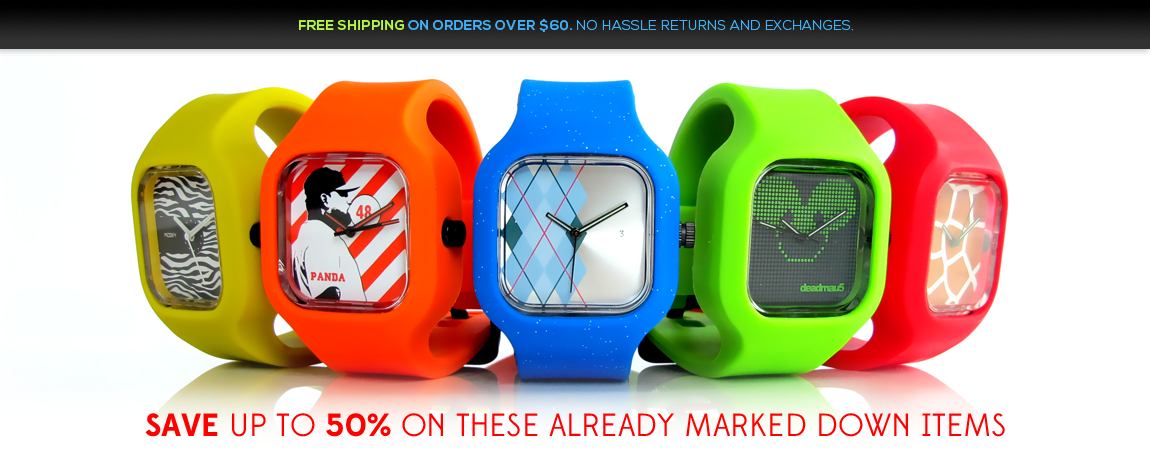 FREE SHIPPING ON ORDERS OVER $60. NO HASSLE RETURNS AND EXCHANGES.
48
PANDA
3
deadmau5
SAVE UP TO 50% ON THESE ALREADY MARKED DOWN ITEMS